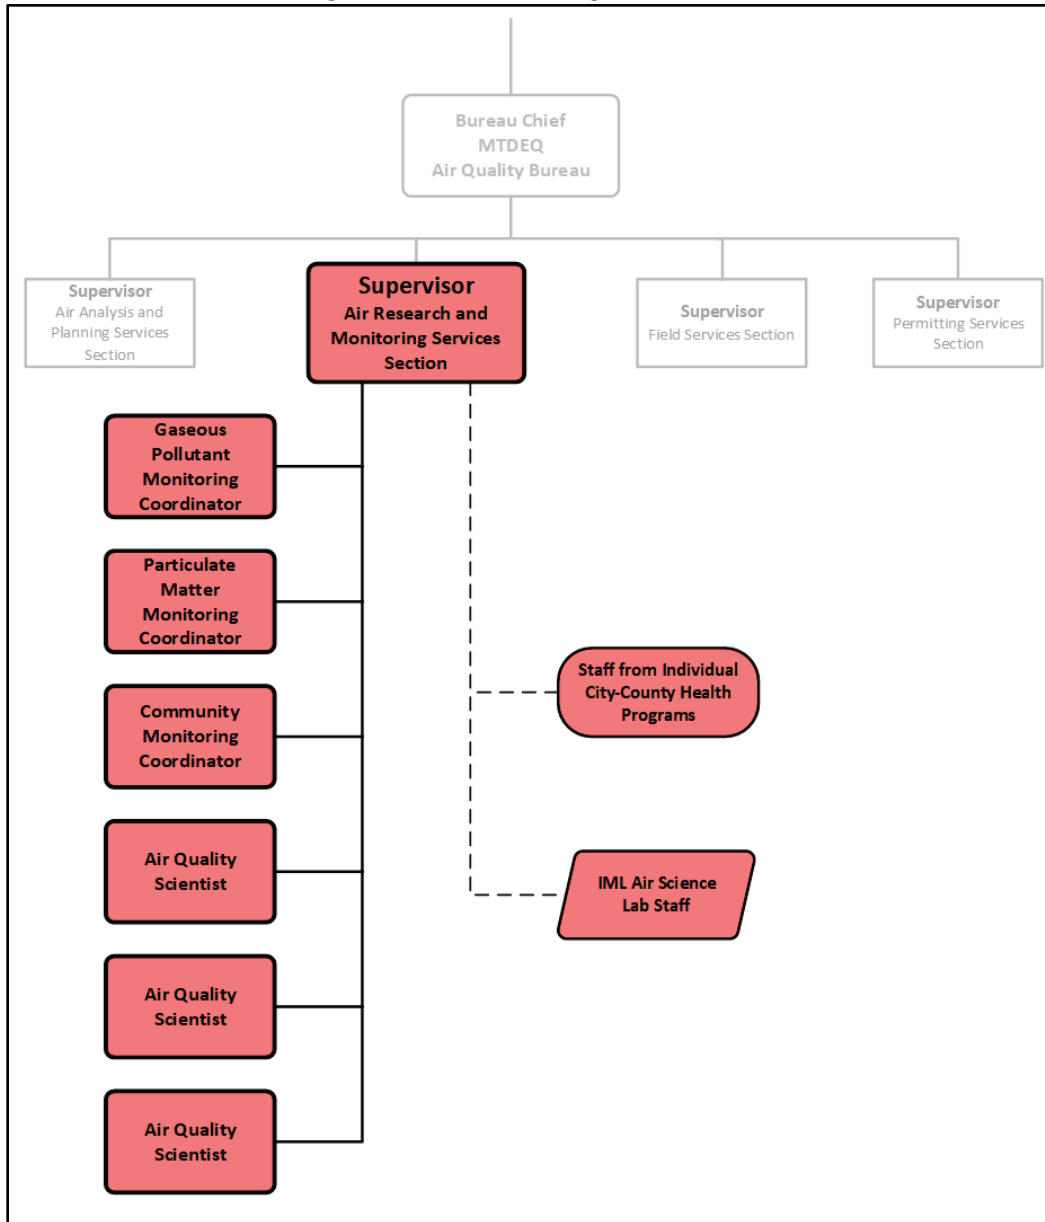 Bureau Chief
MTDEQ
Air Quality Bureau
Supervisor
Air Analysis and
Planning Services
Section
Supervisor
Air Research and
Monitoring Services
Section
Supervisor
Field Services Section
Supervisor
Permitting Services
Section
Gaseous
Pollutant
Monitoring
Coordinator
Particulate
Matter
Monitoring
Coordinator
Community
Monitoring
Coordinator
Air Quality
Scientist
Air Quality
Scientist
Air Quality
Scientist
Staff from Individual
City-County Health
Programs
IML Air Science
Lab Staff